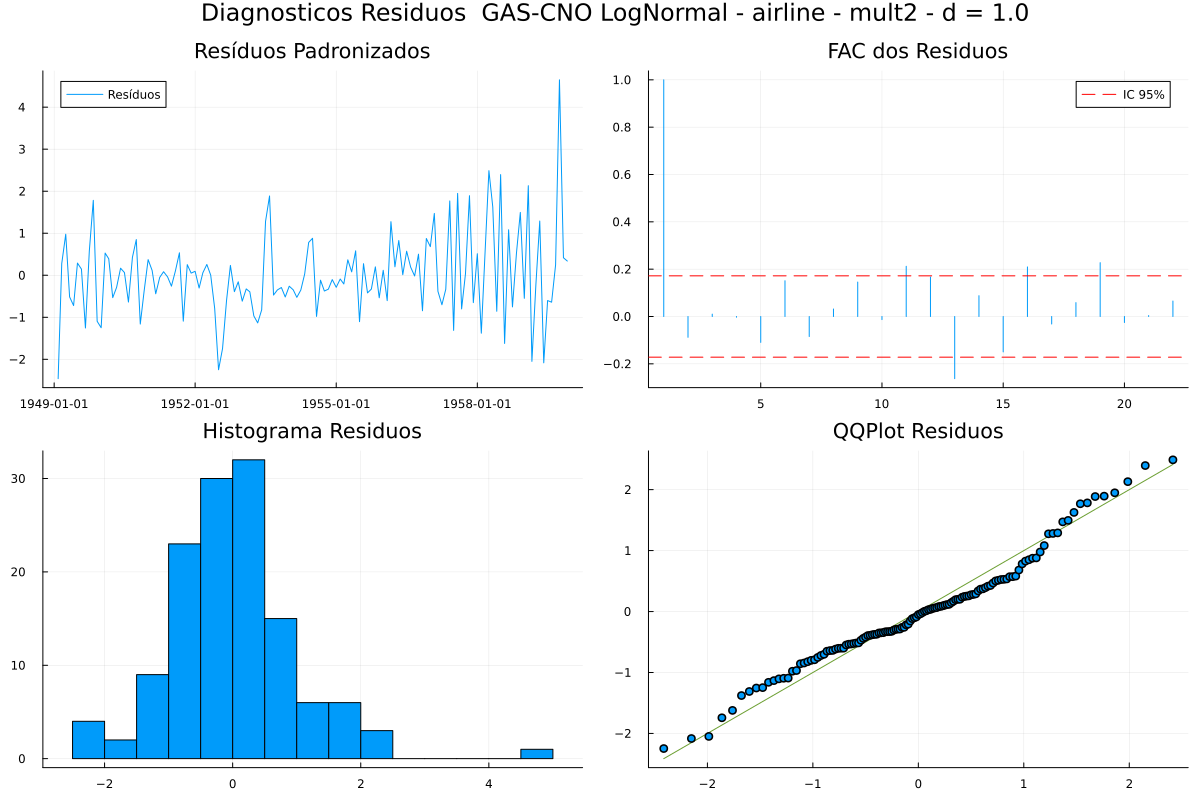 Diagnosticos Residuos  GAS-CNO LogNormal - airline - mult2 - d = 1.0
Resíduos Padronizados
Resíduos
4
3
2
1
0
−1
−2
1949-01-01 1952-01-01 1955-01-01 1958-01-01
FAC dos Residuos
IC 95%
1.0
0.8
0.6
0.4
0.2
0.0
−0.2
5 10 15 20
Histograma Residuos
30
20
10
0
−2 0 2 4
QQPlot Residuos
2
1
0
−1
−2
−2 −1 0 1 2